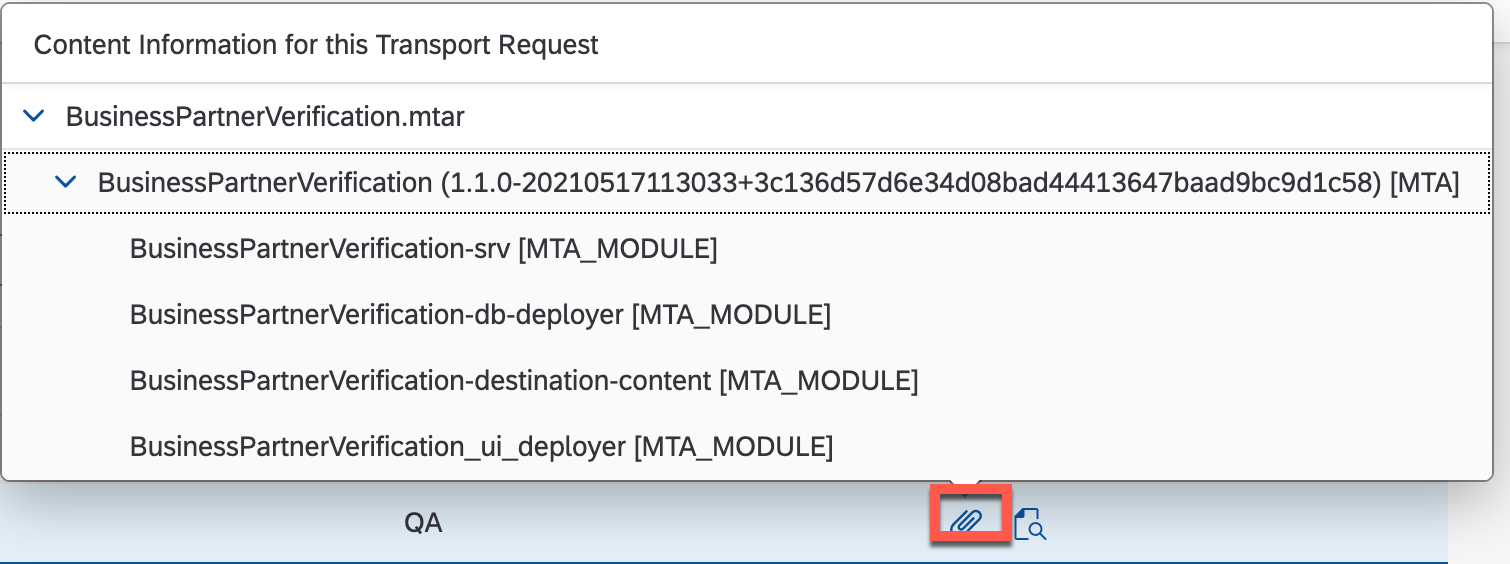 Content Information for this Transport Request
BusinessPartnerVerification.mtar
BusinessPartnerVerification (1.1.0-20210517113033+3c136d57d6e34d08bad44413647baad9bc9d1c58) [MTA]
BusinessPartnerVerification-srv [MTA_MODULE]
BusinessPartnerVerification-db-deployer [MTA_MODULE]
BusinessPartnerVerification-destination-content [MTA_MODULE]
BusinessPartnerVerification_ui_deployer [MTA_MODULE]
QA